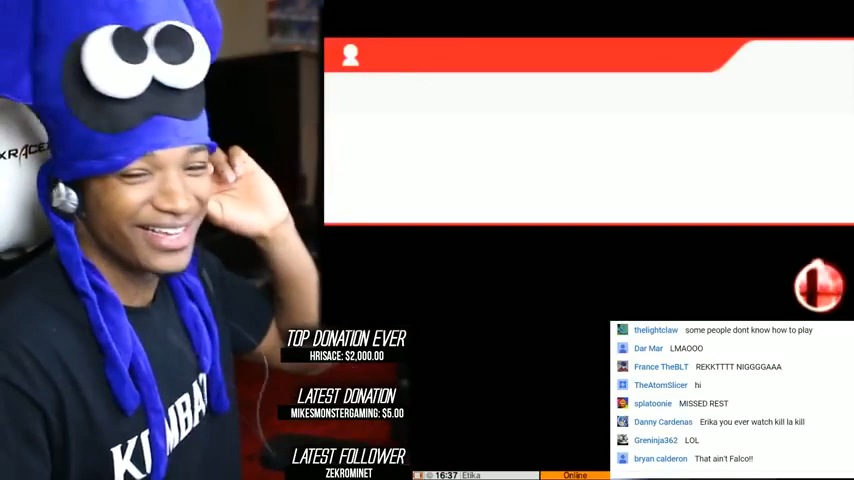 XRACE
KOMBA
TOP DONATION EVER
HRISACE: $2,000.00
LATEST DONATION
MIKESMONSTERGAMING: $5.00
LATEST FOLLOWER
ZEKROMINET
16:37 Etika
Online
thelightclaw some people dont know how to play
Dar Mar LMAOOO
France TheBLT REKKTTTT NIGGGGAAA
TheAtomSlicer hi
splatoonie MISSED REST
Danny Cardenas Erika you ever watch kill la kill
Greninja362 LOL
bryan calderon That ain't Falco!!